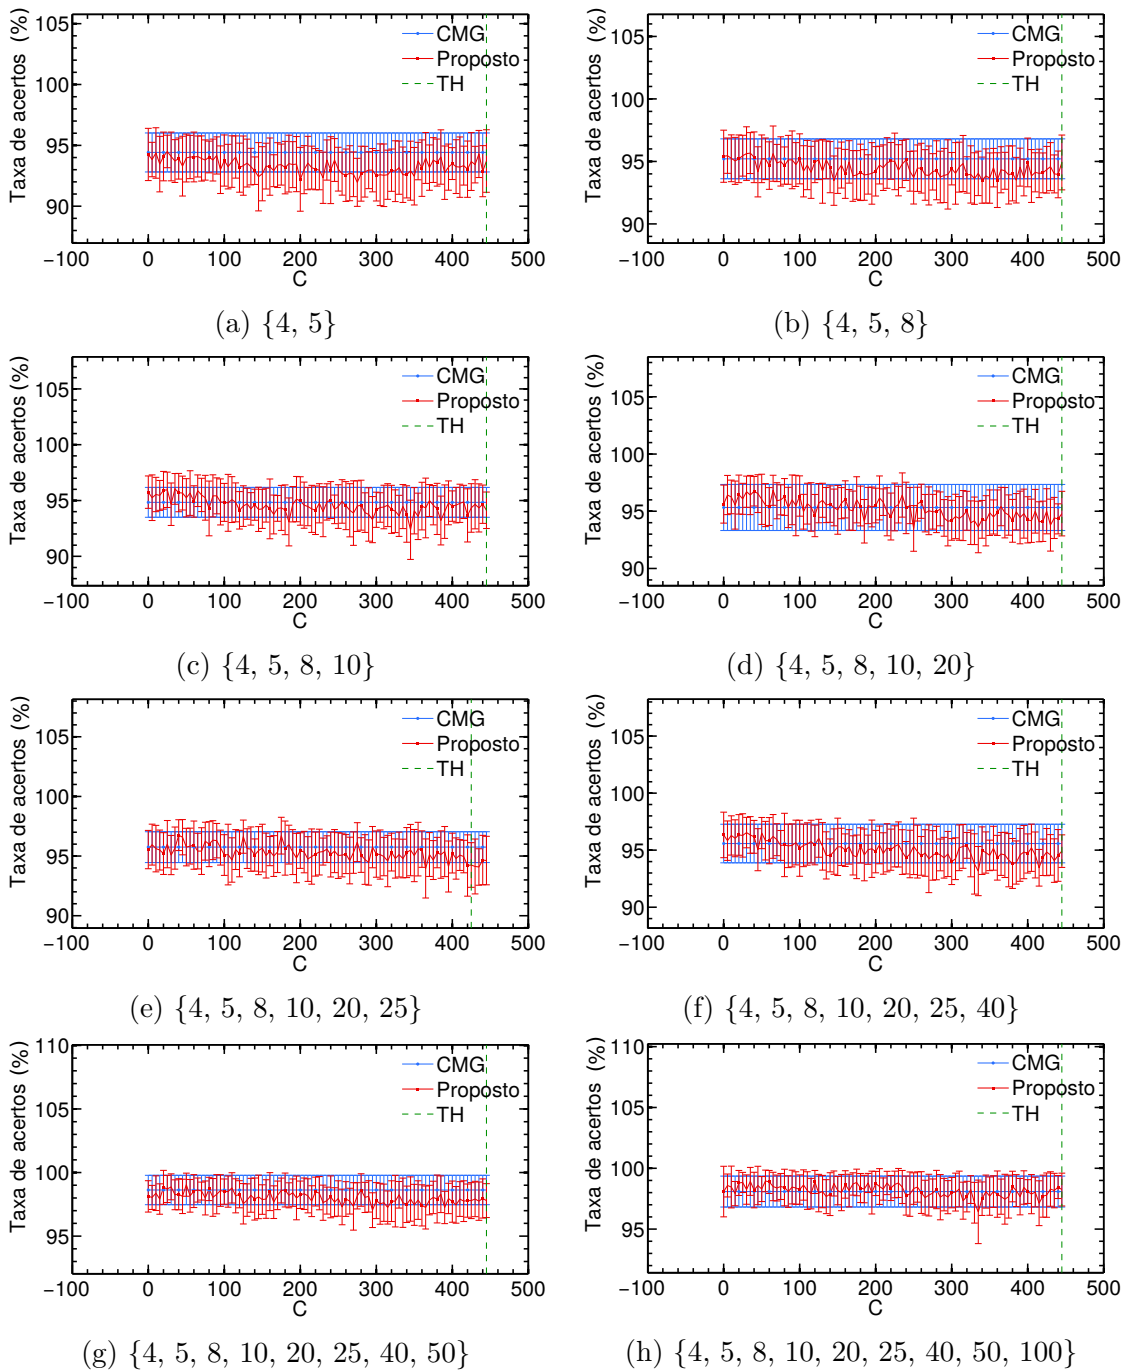 Taxa de acertos (%)
105
100
95
90
−100 0 100 200 300 400 500
C
CMG
Proposto
TH
(a) {4, 5}
Taxa de acertos (%)
105
100
95
90
−100 0 100 200 300 400 500
C
CMG
Proposto
TH
(b) {4, 5, 8}
Taxa de acertos (%)
105
100
95
90
−100 0 100 200 300 400 500
C
CMG
Proposto
TH
(c) {4, 5, 8, 10}
Taxa de acertos (%)
105
100
95
90
−100 0 100 200 300 400 500
C
CMG
Proposto
TH
(d) {4, 5, 8, 10, 20}
Taxa de acertos (%)
105
100
95
90
−100 0 100 200 300 400 500
C
CMG
Proposto
TH
(e) {4, 5, 8, 10, 20, 25}
Taxa de acertos (%)
105
100
95
90
−100 0 100 200 300 400 500
C
CMG
Proposto
TH
(f) {4, 5, 8, 10, 20, 25, 40}
Taxa de acertos (%)
110
105
100
95
−100 0 100 200 300 400 500
C
CMG
Proposto
TH
(g) {4, 5, 8, 10, 20, 25, 40, 50}
Taxa de acertos (%)
110
105
100
95
−100 0 100 200 300 400 500
C
CMG
Proposto
TH
(h) {4, 5, 8, 10, 20, 25, 40, 50, 100}